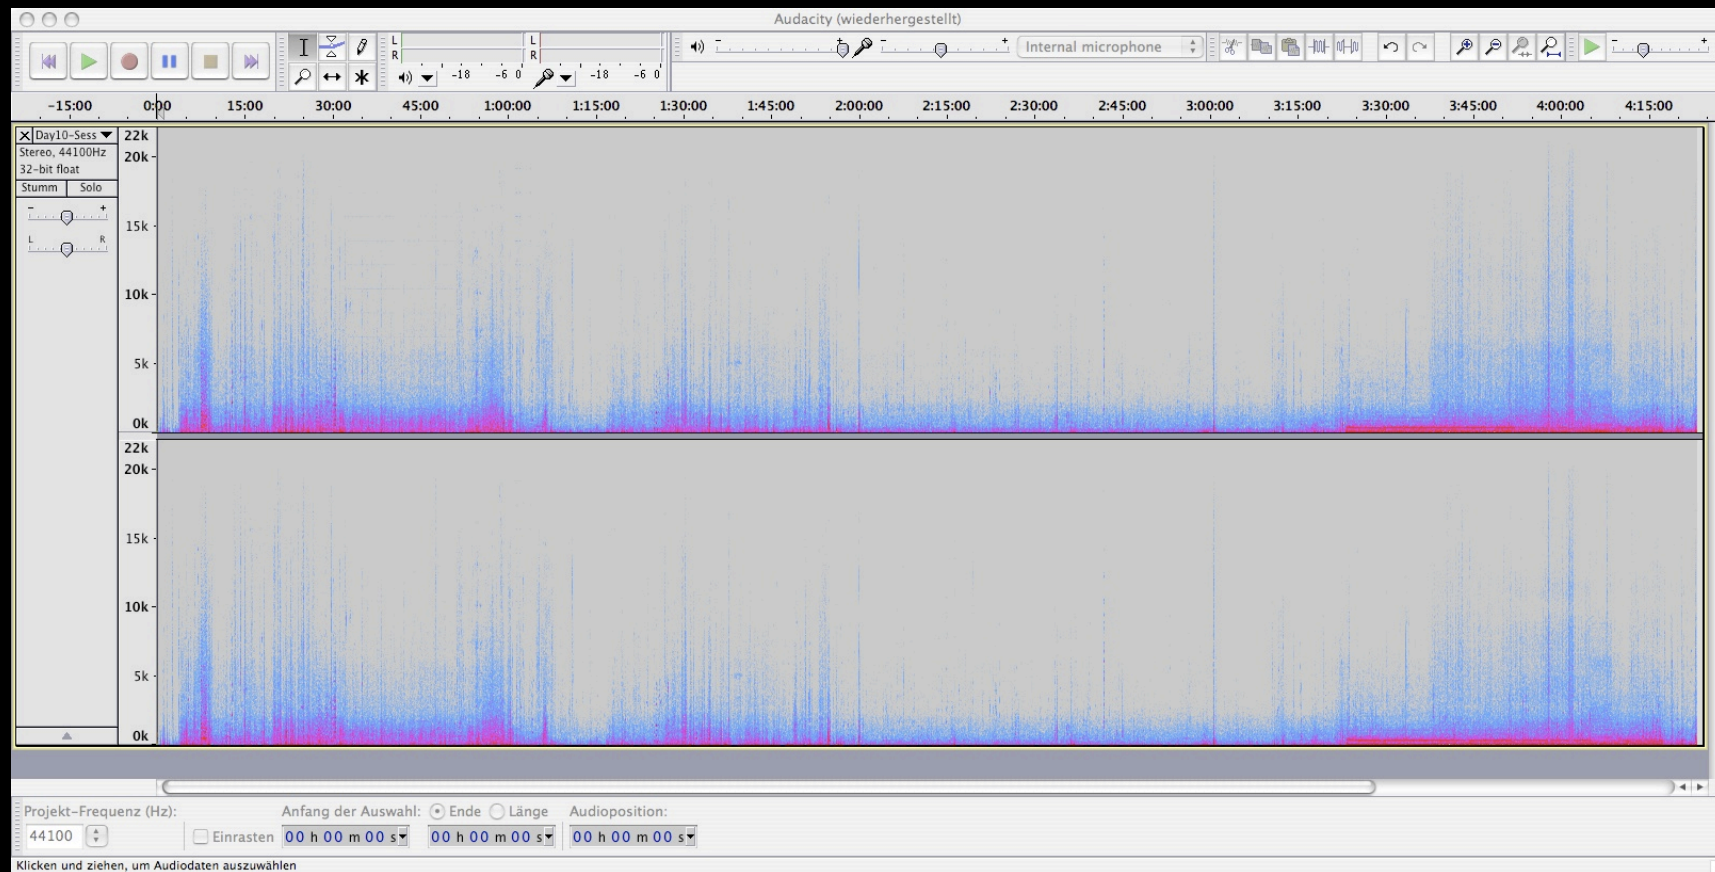 Audacity (wiederhergestellt)
L R -18 -6 0 L R -18 -6 0
- + - + Internal microphone - +
-15:00 0:00 15:00 30:00 45:00 1:00:00 1:15:00 1:30:00 1:45:00 2:00:00 2:15:00 2:30:00 2:45:00 3:00:00 3:15:00 3:30:00 3:45:00 4:00:00 4:15:00
X Day10-Sess
Stereo, 44100Hz
32-bit float
Stumm Solo
- +
L R
22k
20k
15k
10k
5k
0k
22k
20k
15k
10k
5k
0k
Projekt-Frequenz (Hz): Anfang der Auswahl: Ende Länge Audioposition:
44100 Einrasten 00 h 00 m 00 s 00 h 00 m 00 s 00 h 00 m 00 s
Klicken und ziehen, um Audiodaten auszuwählen